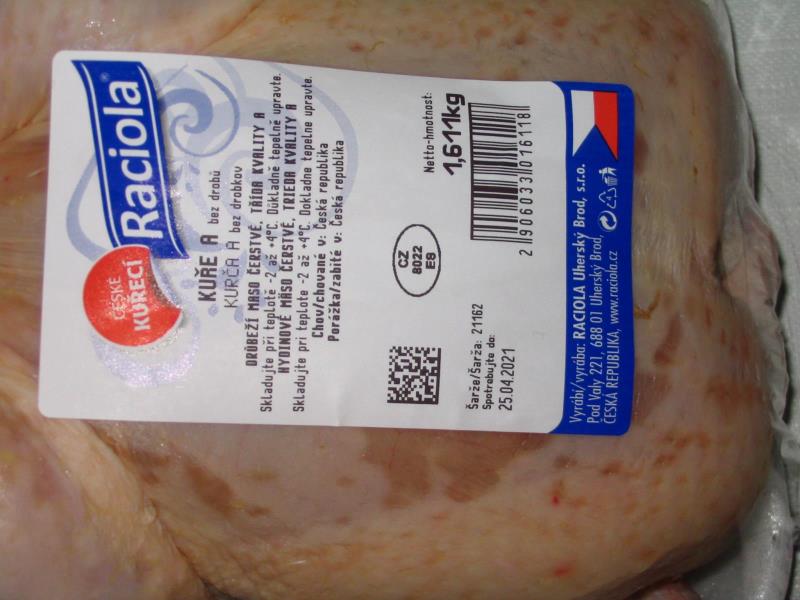 Raciola
ČESKÉ
KUŘECÍ
KUŘE A bez drobů
KURČA A bez drobkov
DRŮBEŽÍ MASO ČERSTVÉ, TŘÍDA KVALITY A
Skladujte při teplotě -2 až +4°C. Důkladně tepelně upravte.
HYDINOVÉ MÄSO ČERSTVÉ, TRIEDA KVALITY A
Skladujte pri teplote -2 až +4°C. Dokladne tepelne upravte.
Chov/chované v: Česká republika
Porážka/zabité v: Česká republika
Netto-hmotnost:
1,611kg
CZ
8022
ES
2 906033 016118
Šarže/Šarža: 21162
Spotrebujte do:
25.04.2021
Vyrábí/vyrába: RACIOLA Uherský Brod, s.r.o.
Pod Valy 221, 688 01 Uherský Brod,
ČESKÁ REPUBLIKA, www.raciola.cz